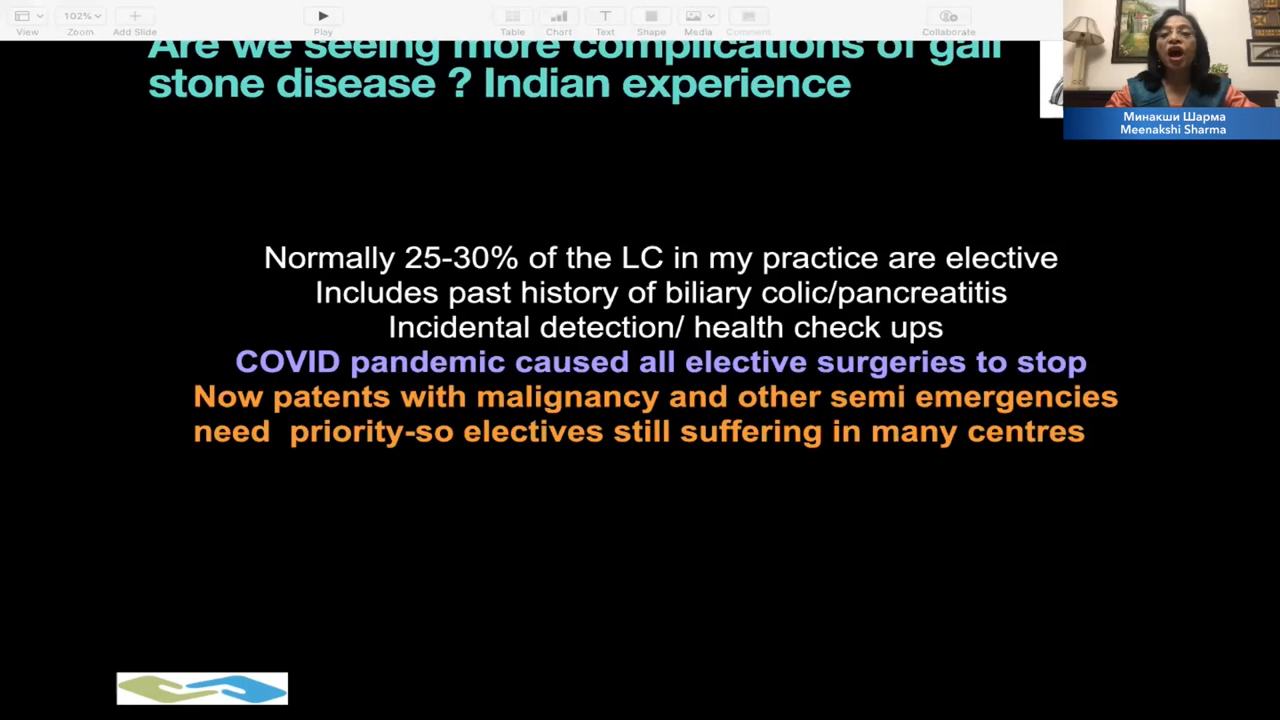 View
102%
Zoom
Add Slide
Play
Table
Chart
Text
Shape
Media
Comment
Collaborate
Are we seeing more complications of gall
stone disease ? Indian experience
Минакши Шарма
Meenakshi Sharma
Normally 25-30% of the LC in my practice are elective
Includes past history of biliary colic/pancreatitis
Incidental detection/ health check ups
COVID pandemic caused all elective surgeries to stop
Now patents with malignancy and other semi emergencies
need  priority-so electives still suffering in many centres